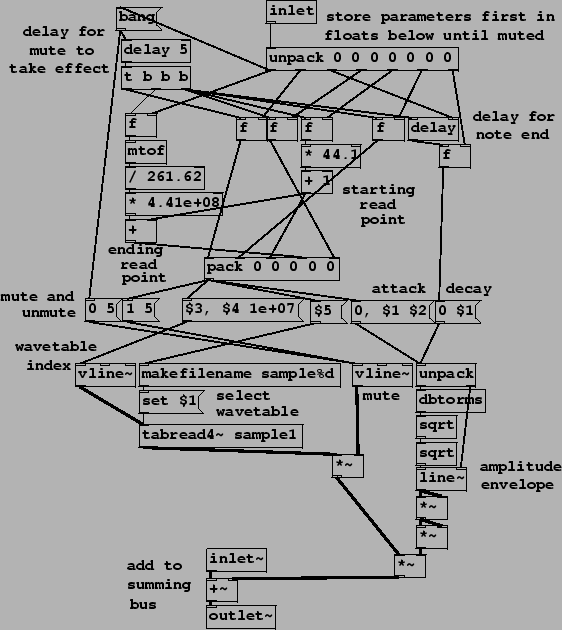 bang
inlet
store parameters first in
floats below until muted
delay for
mute to
take effect
delay 5
unpack 0 0 0 0 0 0 0
t b b b
delay for
note end
f
f
f
f
f
delay
f
mtof
* 44.1
/ 261.62
+ 1
starting
read
point
* 4.41e+08
+
ending
read
point
pack 0 0 0 0 0
attack
decay
mute and
unmute
0 5
1 5
$3, $4 1e+07
$5
0, $1 $2
0 $1
wavetable
index
vline~
makefilename sample%d
vline~
unpack
set $1
select
wavetable
mute
dbtorms
tabread4~ sample1
sqrt
sqrt
*~
line~
amplitude
envelope
*~
*~
add to
summing
bus
inlet~
*~
+~
outlet~